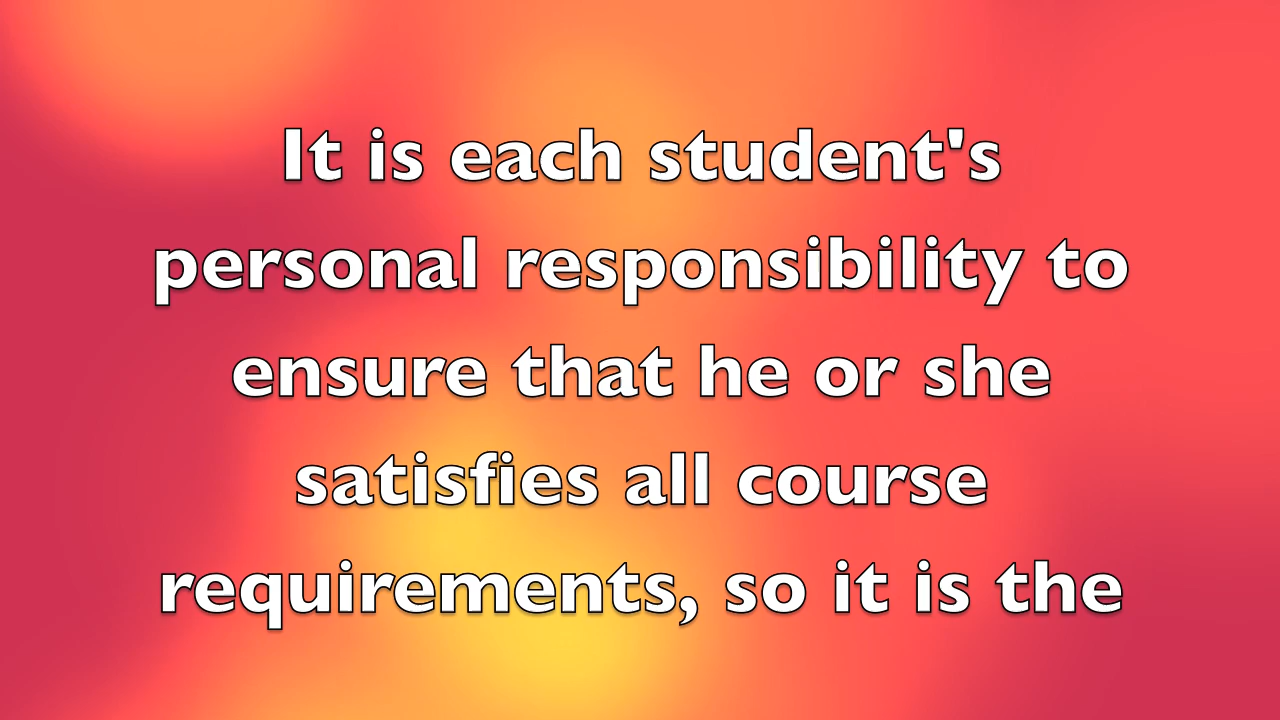 It is each student's
personal responsibility to
ensure that he or she
satisfies all course
requirements, so it is the